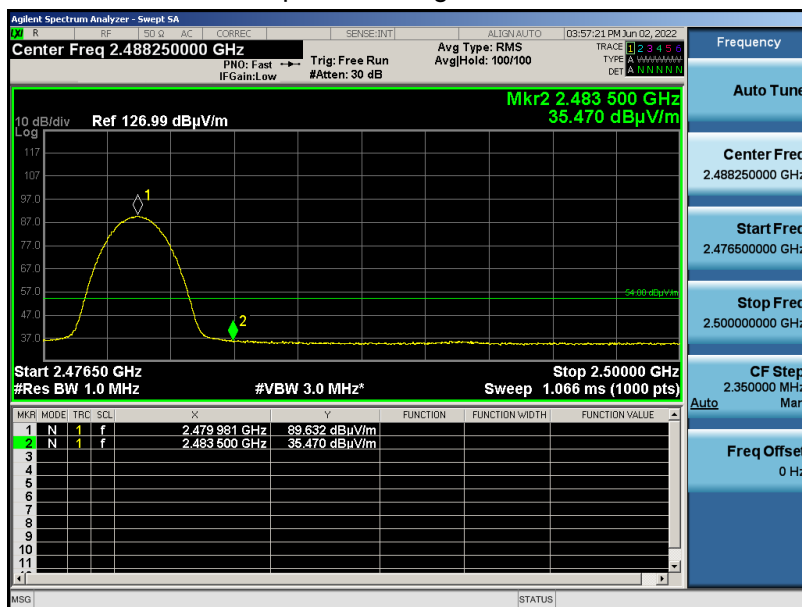 Agilent Spectrum Analyzer - Swept SA
LXI R RF 50 Ω AC CORREC SENSE:INT ALIGN AUTO 03:57:21 PM Jun 02, 2022
Center Freq 2.488250000 GHz
PNO: Fast
IFGain:Low
Trig: Free Run
#Atten: 30 dB
Avg Type: RMS
Avg|Hold: 100/100
TRACE 1 2 3 4 5 6
TYPE A WWWWW
DET A N N N N N
Mkr2 2.483 500 GHz
35.470 dBµV/m
10 dB/div Ref 126.99 dBµV/m
Log
117
107
97.0
87.0
77.0
67.0
57.0
47.0
37.0
1
2
54.00 dBµV/m
Start 2.47650 GHz Stop 2.50000 GHz
#Res BW 1.0 MHz #VBW 3.0 MHz* Sweep 1.066 ms (1000 pts)
MKR MODE TRC SCL X Y FUNCTION FUNCTION WIDTH FUNCTION VALUE
1 N 1 f 2.479 981 GHz 89.632 dBµV/m
2 N 1 f 2.483 500 GHz 35.470 dBµV/m
3
4
5
6
7
8
9
10
11
MSG STATUS
Frequency
Auto Tune
Center Freq
2.488250000 GHz
Start Freq
2.476500000 GHz
Stop Freq
2.500000000 GHz
CF Step
2.350000 MHz
Auto Man
Freq Offset
0 Hz